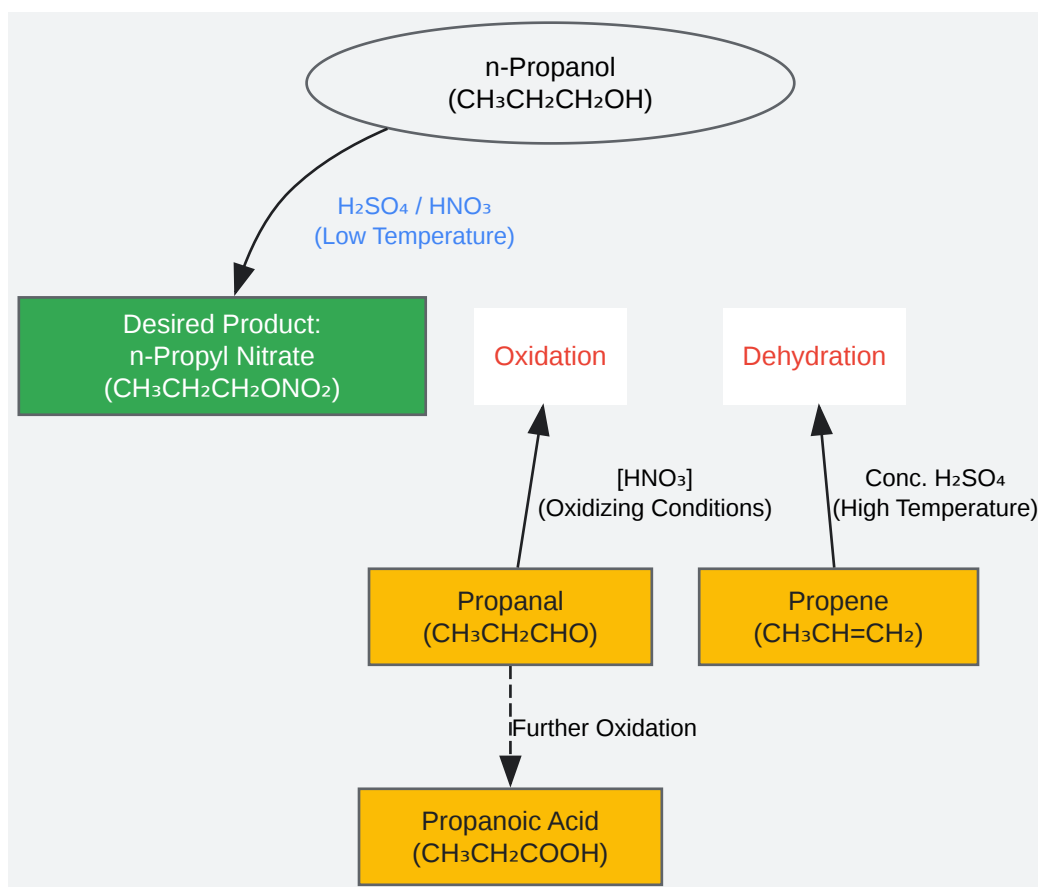 n-Propanol
(CH₃CH₂CH₂OH)
H₂SO₄ / HNO₃
(Low Temperature)
Desired Product:
n-Propyl Nitrate
(CH₃CH₂CH₂ONO₂)
Oxidation
Dehydration
[HNO₃]
(Oxidizing Conditions)
Conc. H₂SO₄
(High Temperature)
Propanal
(CH₃CH₂CHO)
Propene
(CH₃CH=CH₂)
Further Oxidation
Propanoic Acid
(CH₃CH₂COOH)